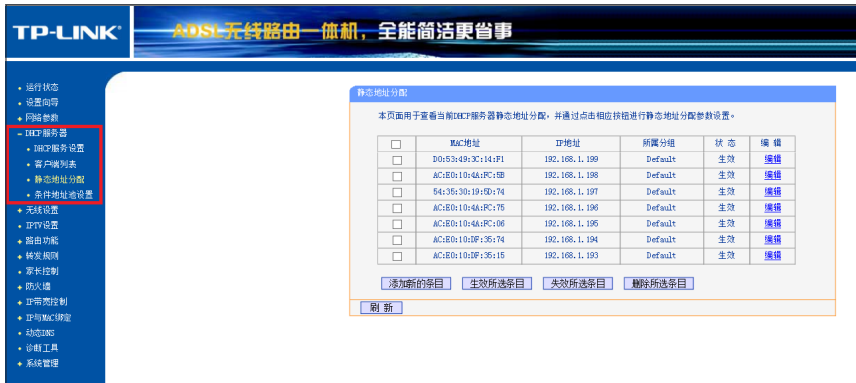 TP-LINK
ADSL无线路由一体机，全能简洁更省事
运行状态
设置向导
网络参数
DHCP服务器
DHCP服务设置
客户端列表
静态地址分配
条件地址池设置
无线设置
IPTV设置
路由功能
转发规则
家长控制
防火墙
IP带宽控制
IP与MAC绑定
动态DNS
诊断工具
系统管理
静态地址分配
本页面用于查看当前DHCP服务器静态地址分配，并通过点击相应按钮进行静态地址分配参数设置。
MAC地址 IP地址 所属分组 状 态 编 辑
D0:53:49:3C:14:F1 192.168.1.199 Default 生效 编辑
AC:E0:10:4A:FC:5B 192.168.1.198 Default 生效 编辑
54:35:30:19:5D:74 192.168.1.197 Default 生效 编辑
AC:E0:10:4A:FC:75 192.168.1.196 Default 生效 编辑
AC:E0:10:4A:FC:06 192.168.1.195 Default 生效 编辑
AC:E0:10:DF:35:74 192.168.1.194 Default 生效 编辑
AC:E0:10:DF:35:15 192.168.1.193 Default 生效 编辑
添加新的条目 生效所选条目 失效所选条目 删除所选条目
刷 新